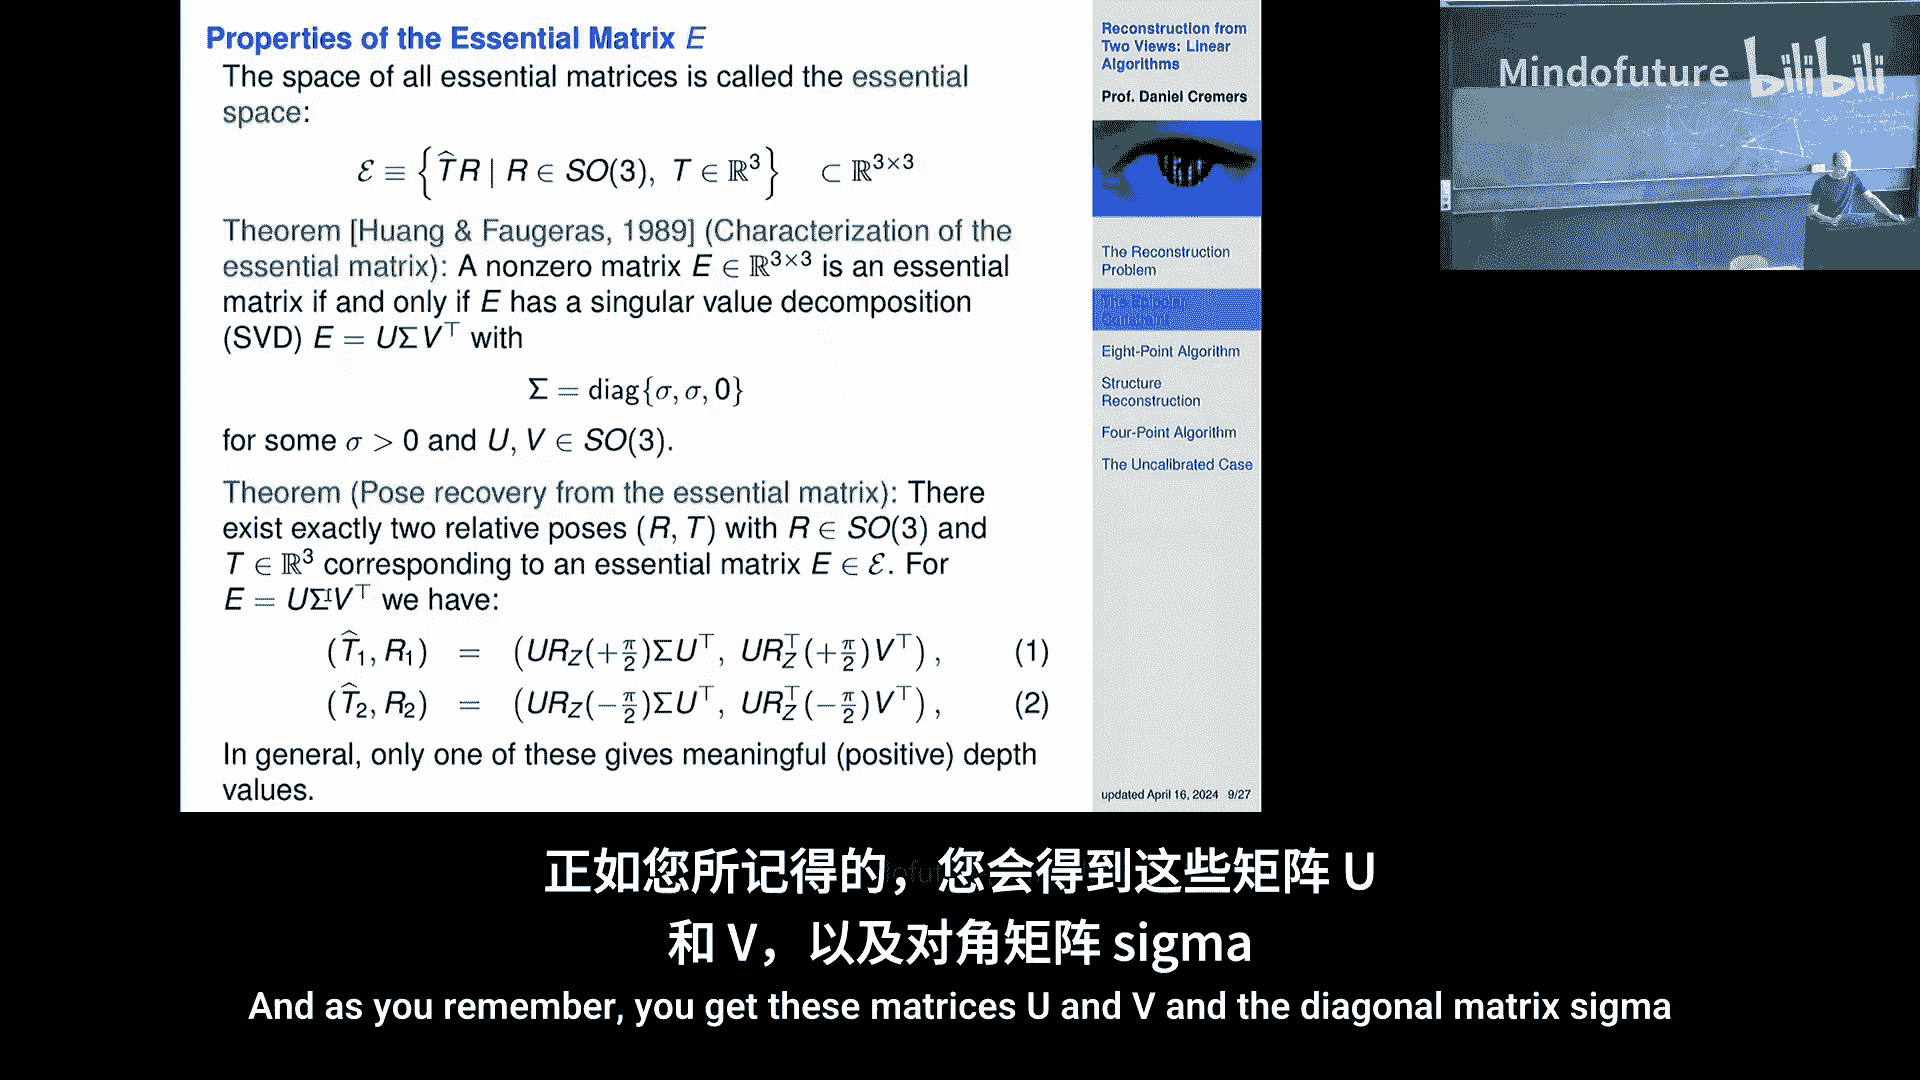 Properties of the Essential Matrix E
The space of all essential matrices is called the essential
space:
ℰ ≡ { T̂R | R ∈ SO(3), T ∈ ℝ³ } ⊂ ℝ³ˣ³
Theorem [Huang & Faugeras, 1989] (Characterization of the
essential matrix): A nonzero matrix E ∈ ℝ³ˣ³ is an essential
matrix if and only if E has a singular value decomposition
(SVD) E = UΣV⊤ with
Σ = diag{σ, σ, 0}
for some σ > 0 and U, V ∈ SO(3).
Theorem (Pose recovery from the essential matrix): There
exist exactly two relative poses (R, T) with R ∈ SO(3) and
T ∈ ℝ³ corresponding to an essential matrix E ∈ ℰ. For
E = UΣV⊤ we have:
(T̂₁, R₁) = (UR_Z(+π/2)ΣU⊤, UR_Z⊤(+π/2)V⊤), (1)
(T̂₂, R₂) = (UR_Z(−π/2)ΣU⊤, UR_Z⊤(−π/2)V⊤), (2)
In general, only one of these gives meaningful (positive) depth
values.
Reconstruction from
Two Views: Linear
Algorithms
Prof. Daniel Cremers
The Reconstruction
Problem
The Epipolar
Constraint
Eight-Point Algorithm
Structure
Reconstruction
Four-Point Algorithm
The Uncalibrated Case
updated April 16, 2024 9/27
Mindofuture bilibili
正如您所记得的，您会得到这些矩阵 U
和 V，以及对角矩阵 sigma
And as you remember, you get these matrices U and V and the diagonal matrix sigma